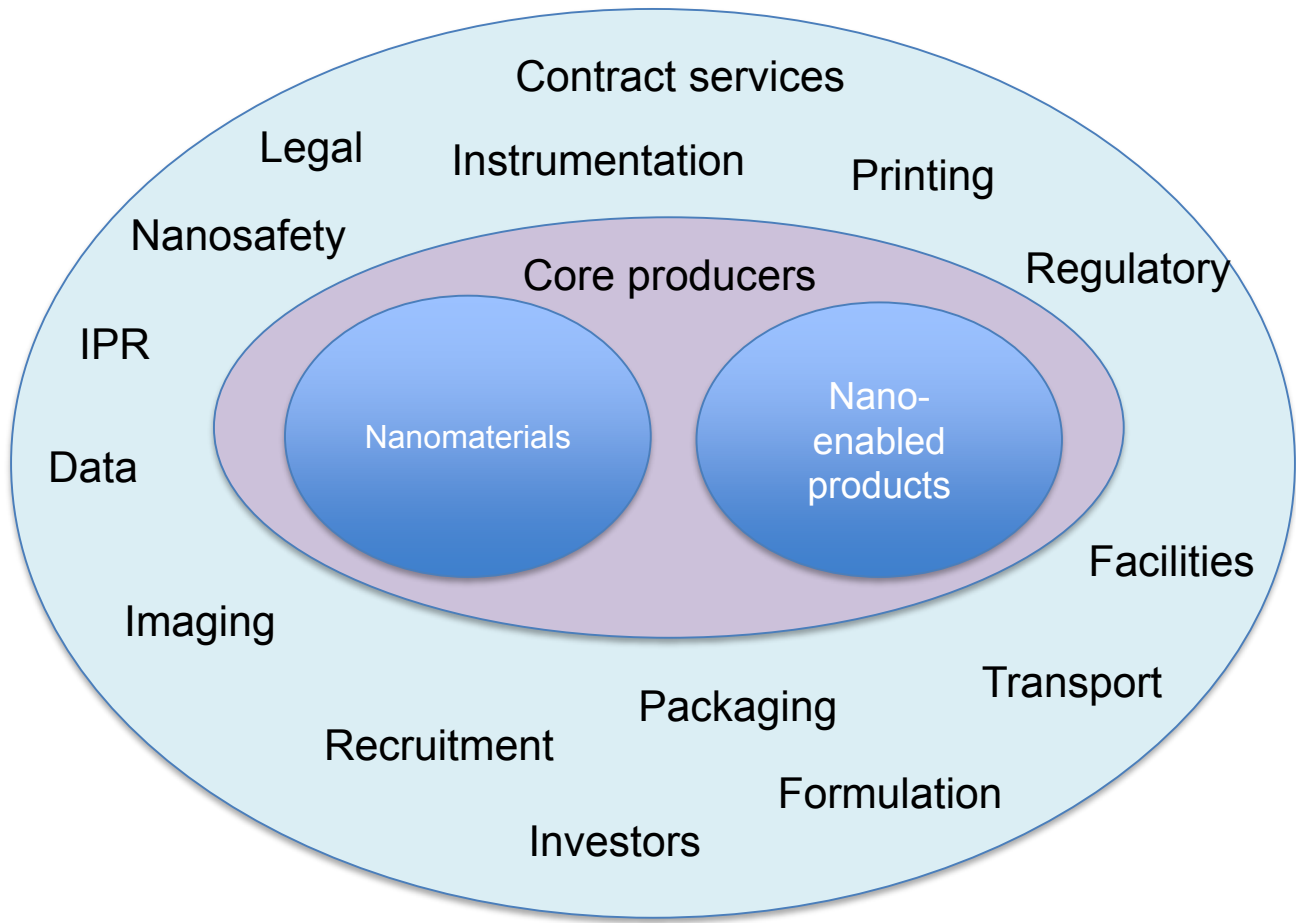 Contract services
Legal
Instrumentation
Printing
Nanosafety
Regulatory
Core producers
IPR
Nanomaterials
Nano-
enabled
products
Data
Facilities
Imaging
Transport
Packaging
Recruitment
Formulation
Investors